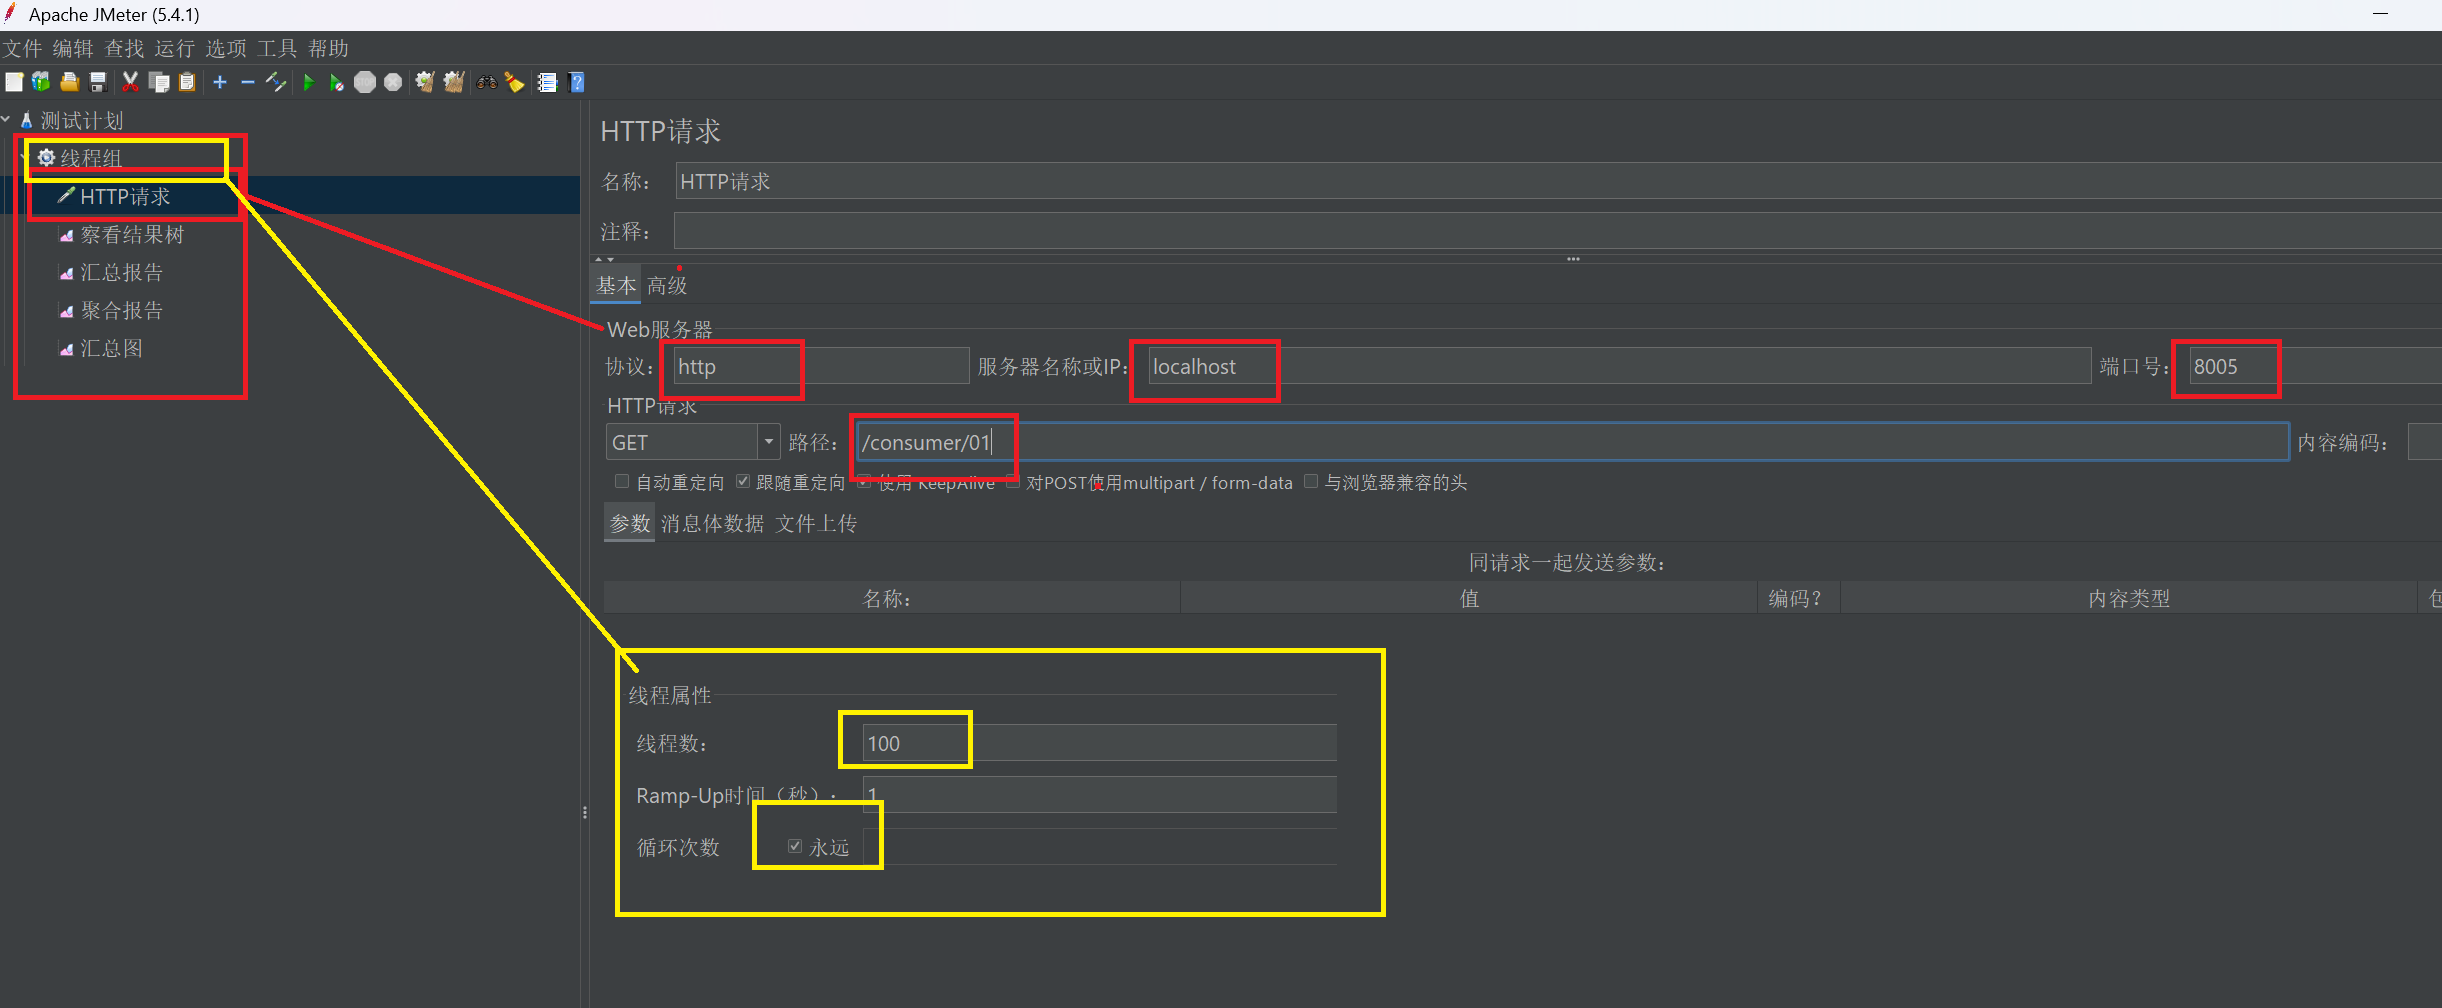 Apache JMeter (5.4.1)
文件 编辑 查找 运行 选项 工具 帮助
测试计划
线程组
HTTP请求
察看结果树
汇总报告
聚合报告
汇总图
HTTP请求
名称： HTTP请求
注释：
基本 高级
Web服务器
协议： http 服务器名称或IP： localhost 端口号： 8005
HTTP请求
GET 路径： /consumer/01 内容编码：
自动重定向 跟随重定向 使用 KeepAlive 对POST使用multipart / form-data 与浏览器兼容的头
参数 消息体数据 文件上传
同请求一起发送参数：
名称： 值 编码？ 内容类型
线程属性
线程数： 100
Ramp-Up时间（秒）： 1
循环次数 永远